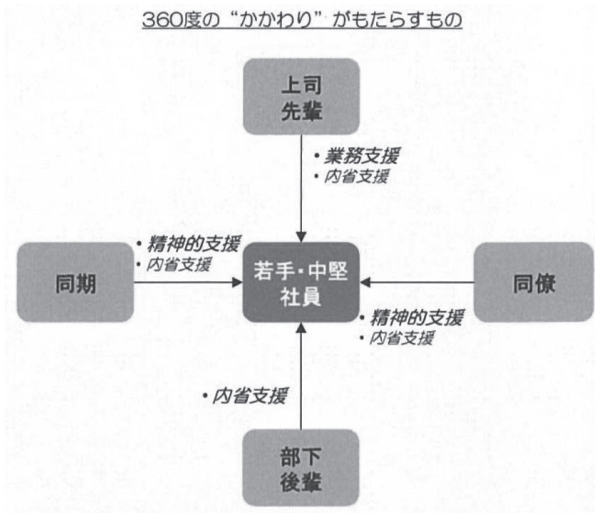 360度の“かかわり”がもたらすもの
上司
先輩
・業務支援
・内省支援
・精神的支援
・内省支援
同期
若手・中堅
社員
同僚
・精神的支援
・内省支援
・内省支援
部下
後輩